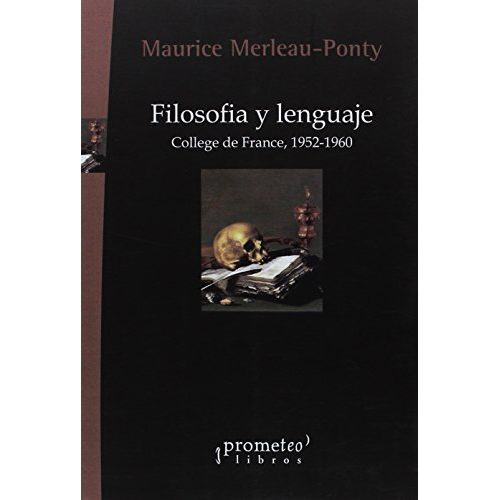 Maurice Merleau-Ponty
Filosofia y lenguaje
College de France, 1952-1960
prometeo
libros